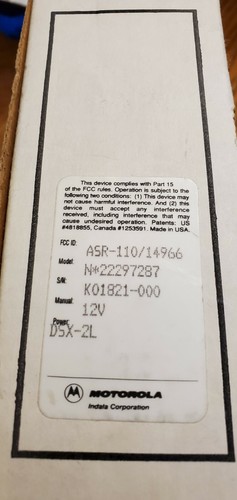 This device complies with Part 15
of the FCC rules. Operation is subject to the
following two conditions: (1) This device may
not cause harmful interference. And (2) this
device must accept any interference
received, including interference that may
cause undesired operation. Patents: US
#4818855, Canada #1253591. Made in USA.
FCC ID: ASR-110/14966
Model: N*22297287
S/N: K01821-000
Manual: 12V
Power: DSX-2L
MOTOROLA
Indala Corporation